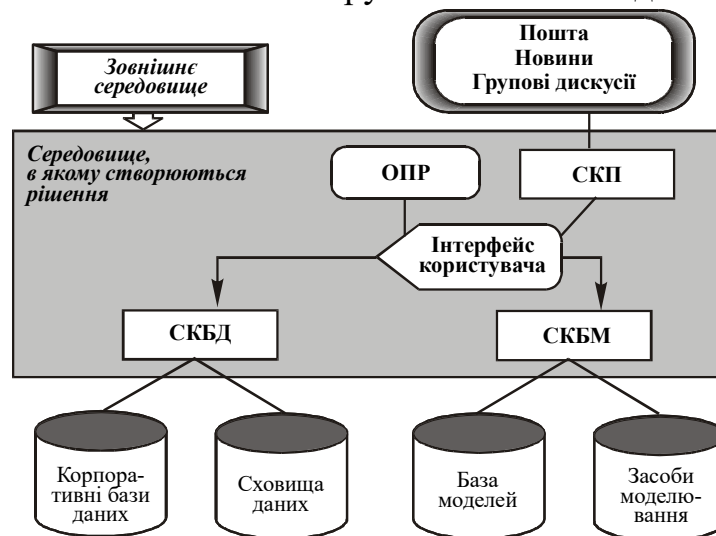 Зовнішнє
середовище
Пошта
Новини
Групові дискусії
Середовище,
в якому створюються
рішення
ОПР
СКП
Інтерфейс
користувача
СКБД
СКБМ
Корпора-
тивні бази
даних
Сховища
даних
База
моделей
Засоби
моделю-
вання